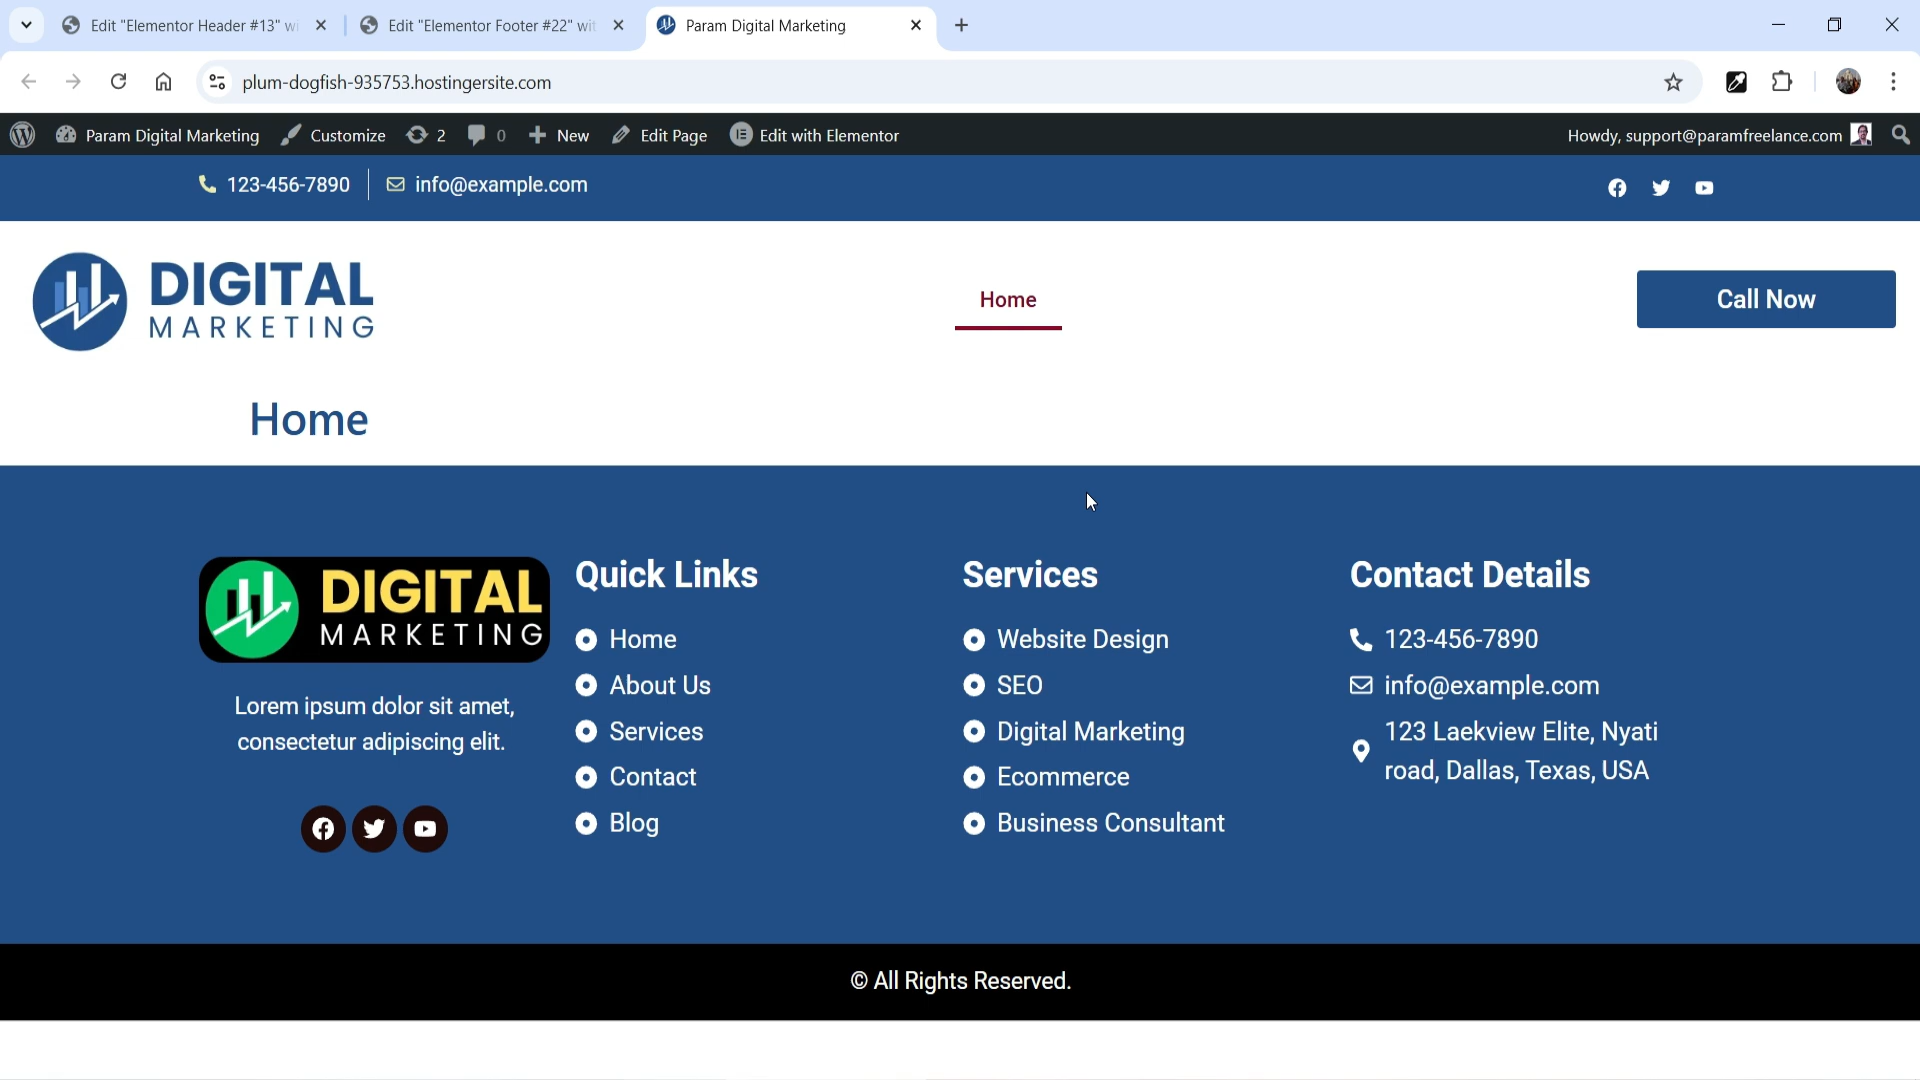 Edit "Elementor Header #13" wi
Edit "Elementor Footer #22" wit
Param Digital Marketing
plum-dogfish-935753.hostingersite.com
Param Digital Marketing
Customize
2
0
New
Edit Page
Edit with Elementor
Howdy, support@paramfreelance.com
123-456-7890
info@example.com
DIGITAL
MARKETING
Home
Call Now
Home
DIGITAL
MARKETING
Lorem ipsum dolor sit amet,
consectetur adipiscing elit.
Quick Links
Home
About Us
Services
Contact
Blog
Services
Website Design
SEO
Digital Marketing
Ecommerce
Business Consultant
Contact Details
123-456-7890
info@example.com
123 Laekview Elite, Nyati
road, Dallas, Texas, USA
© All Rights Reserved.